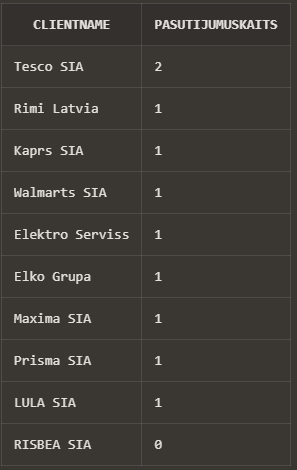 CLIENTNAME PASUTIJUMUSKAITS
Tesco SIA 2
Rimi Latvia 1
Kaprs SIA 1
Walmarts SIA 1
Elektro Serviss 1
Elko Grupa 1
Maxima SIA 1
Prisma SIA 1
LULA SIA 1
RISBEA SIA 0